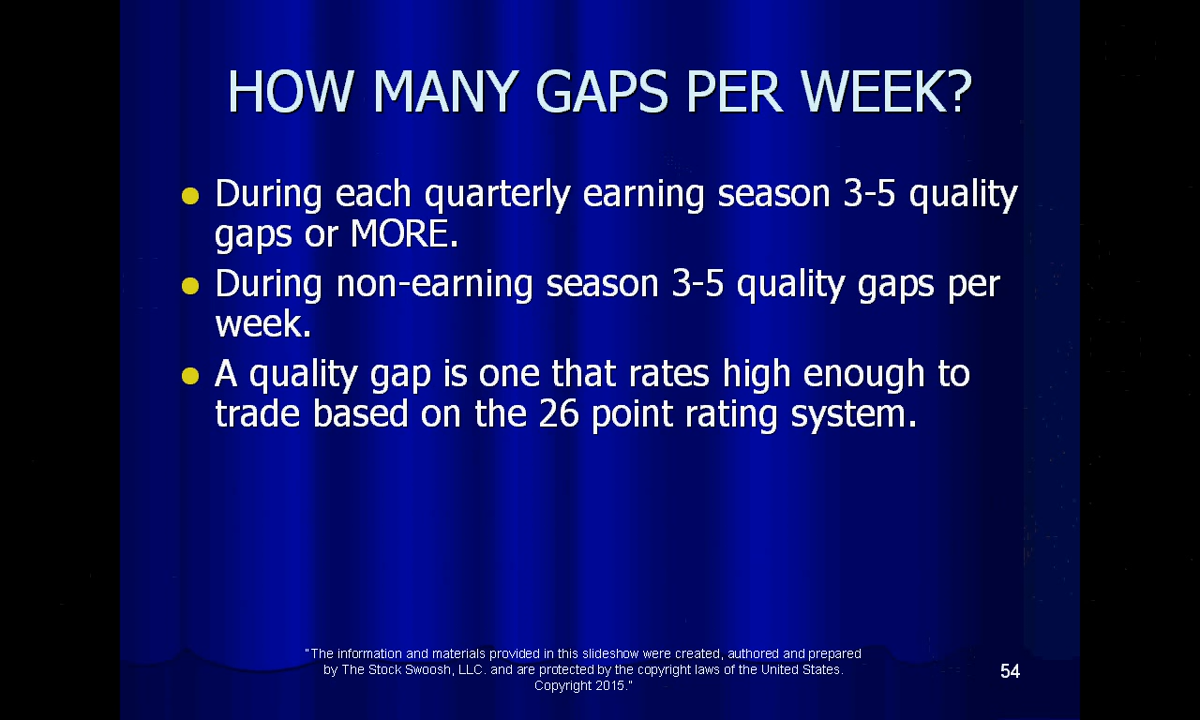 HOW MANY GAPS PER WEEK?
During each quarterly earning season 3-5 quality
gaps or MORE.
During non-earning season 3-5 quality gaps per
week.
A quality gap is one that rates high enough to
trade based on the 26 point rating system.
"The information and materials provided in this slideshow were created, authored and prepared
by The Stock Swoosh, LLC. and are protected by the copyright laws of the United States.
Copyright 2015."
54